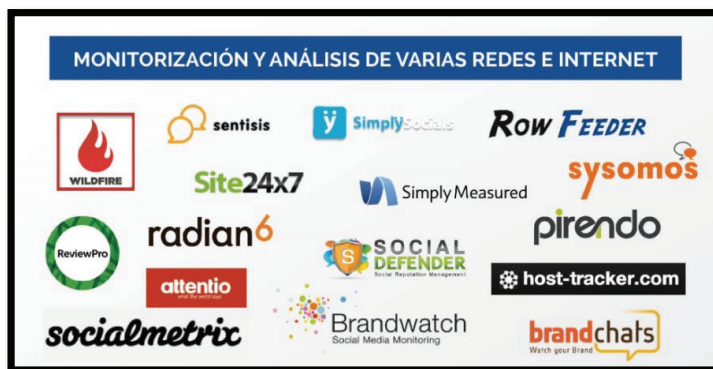 MONITORIZACIÓN Y ANÁLISIS DE VARIAS REDES E INTERNET
WILDFIRE
sentisis
ÿ SimplySocials
ROW FEEDER
Site24x7
Simply Measured
sysomos
ReviewPro
radian6
S SOCIAL
DEFENDER
Social Reputation Management
pirendo
attentio
what the world says
host-tracker.com
socialmetrix
Brandwatch
Social Media Monitoring
brandchats
Watch your Brand